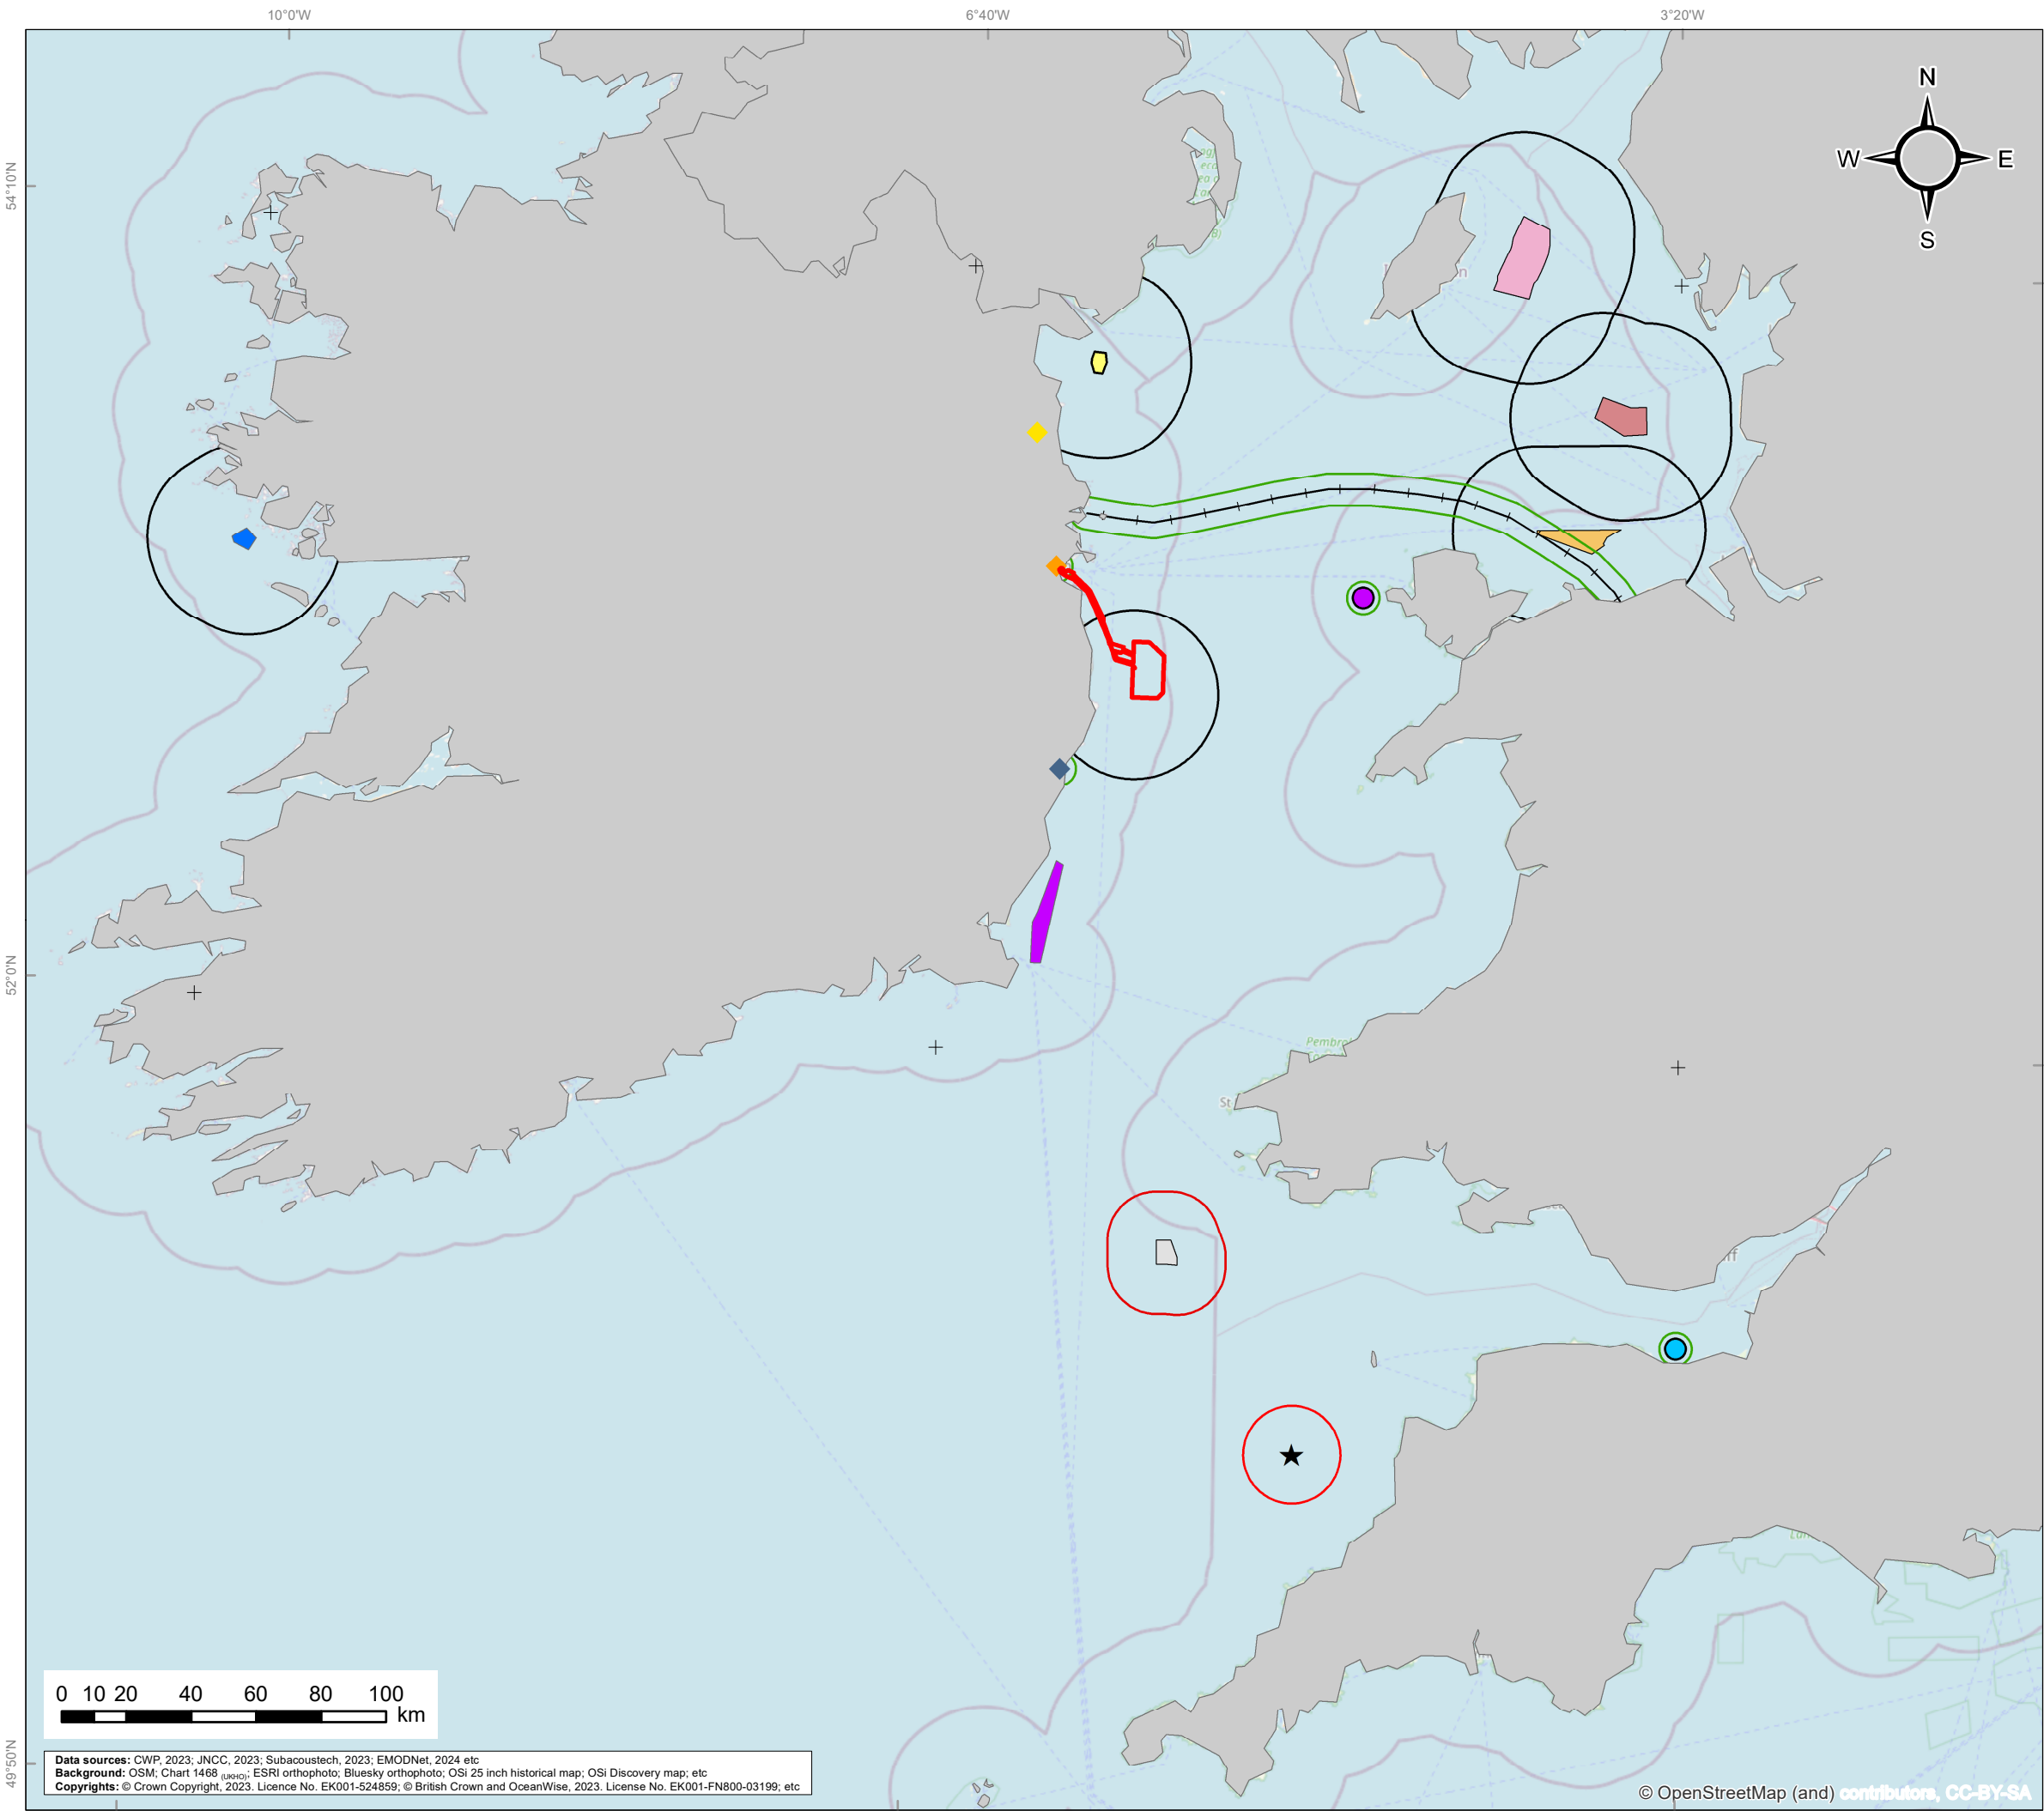 10°0'W 6°40'W 3°20'W
N
W E
S
54°10'N
52°0'N
49°50'N
St
0 10 20 40 60 80 100
km
Data sources: CWP, 2023; JNCC, 2023; Subacoustech, 2023; EMODNet, 2024 etc
Background: OSM; Chart 1468 (UKHO); ESRI orthophoto; Bluesky orthophoto; OSi 25 inch historical map; OSi Discovery map; etc
Copyrights: © Crown Copyright, 2023. Licence No. EK001-524859; © British Crown and OceanWise, 2023. License No. EK001-FN800-03199; etc
© OpenStreetMap (and) contributors, CC-BY-SA